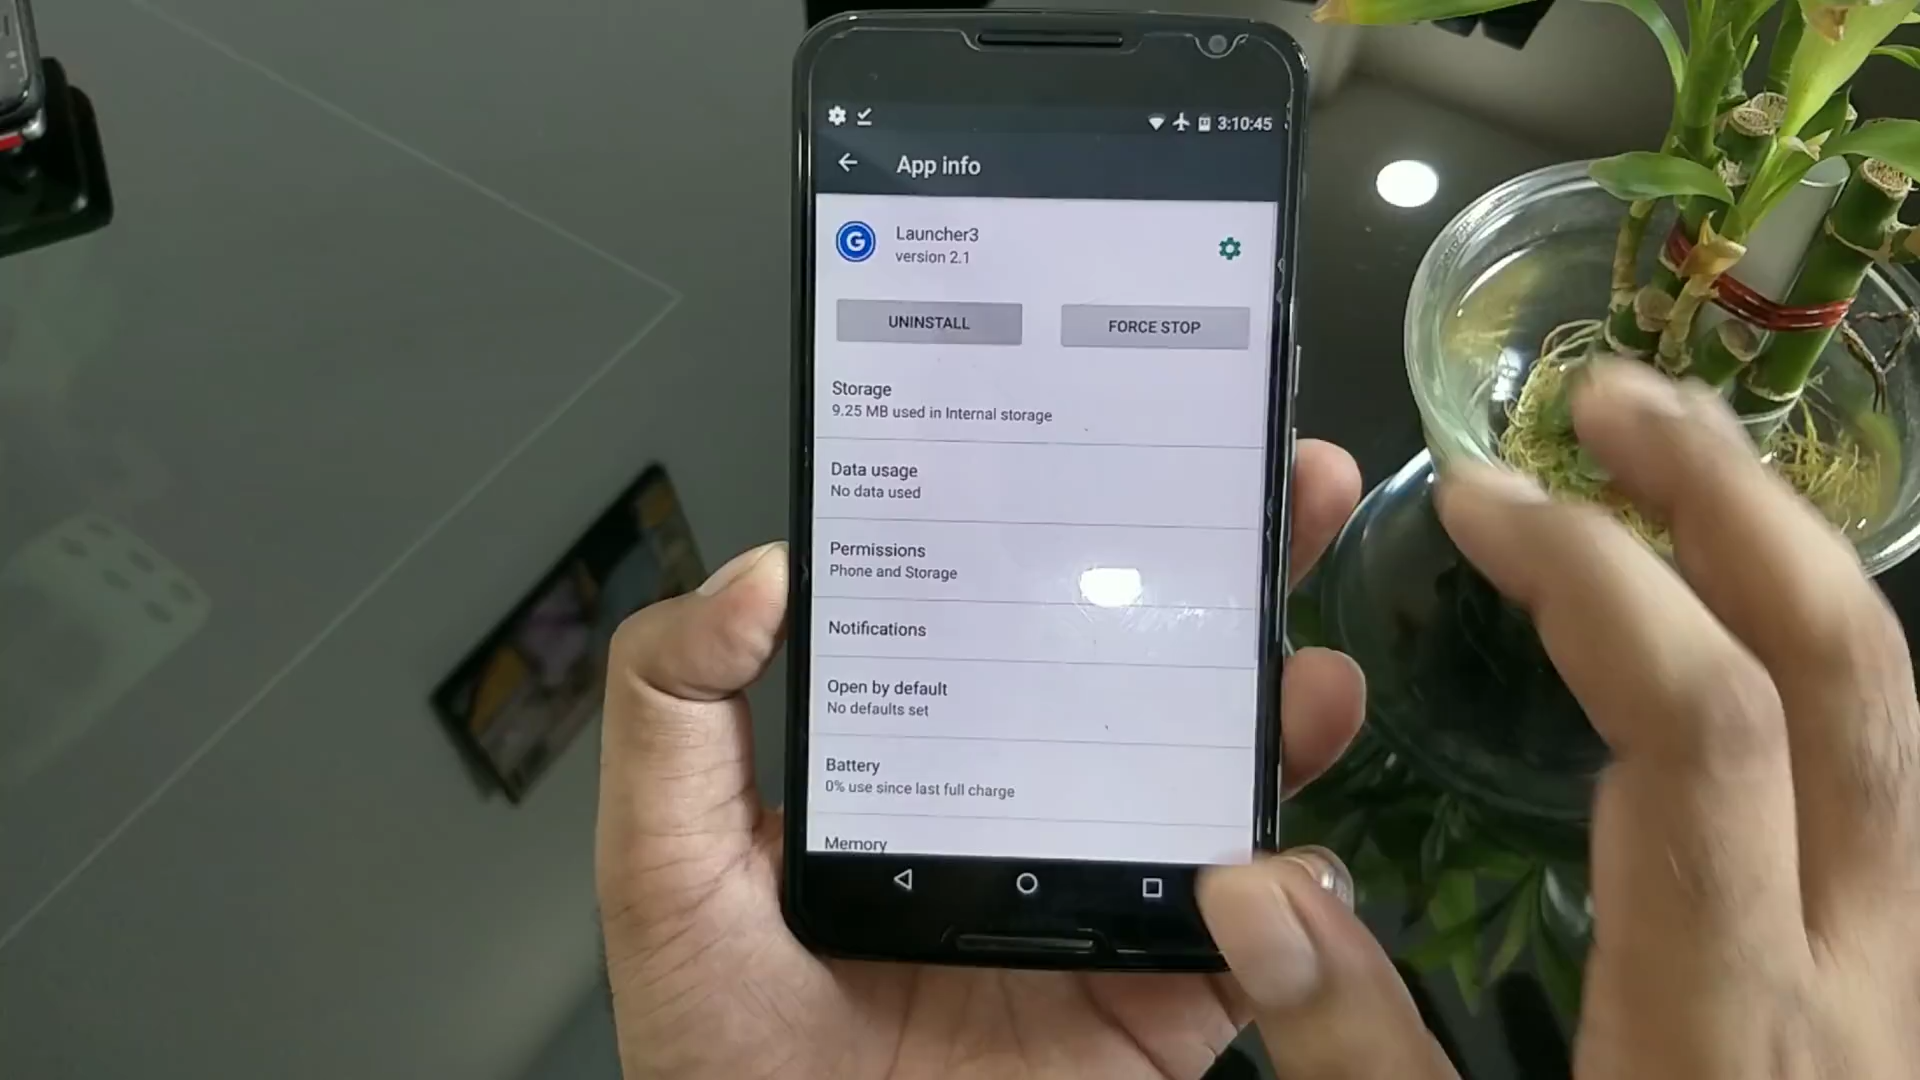 3:10:45
App info
G
Launcher3
version 2.1
UNINSTALL
FORCE STOP
Storage
9.25 MB used in Internal storage
Data usage
No data used
Permissions
Phone and Storage
Notifications
Open by default
No defaults set
Battery
0% use since last full charge
Memory